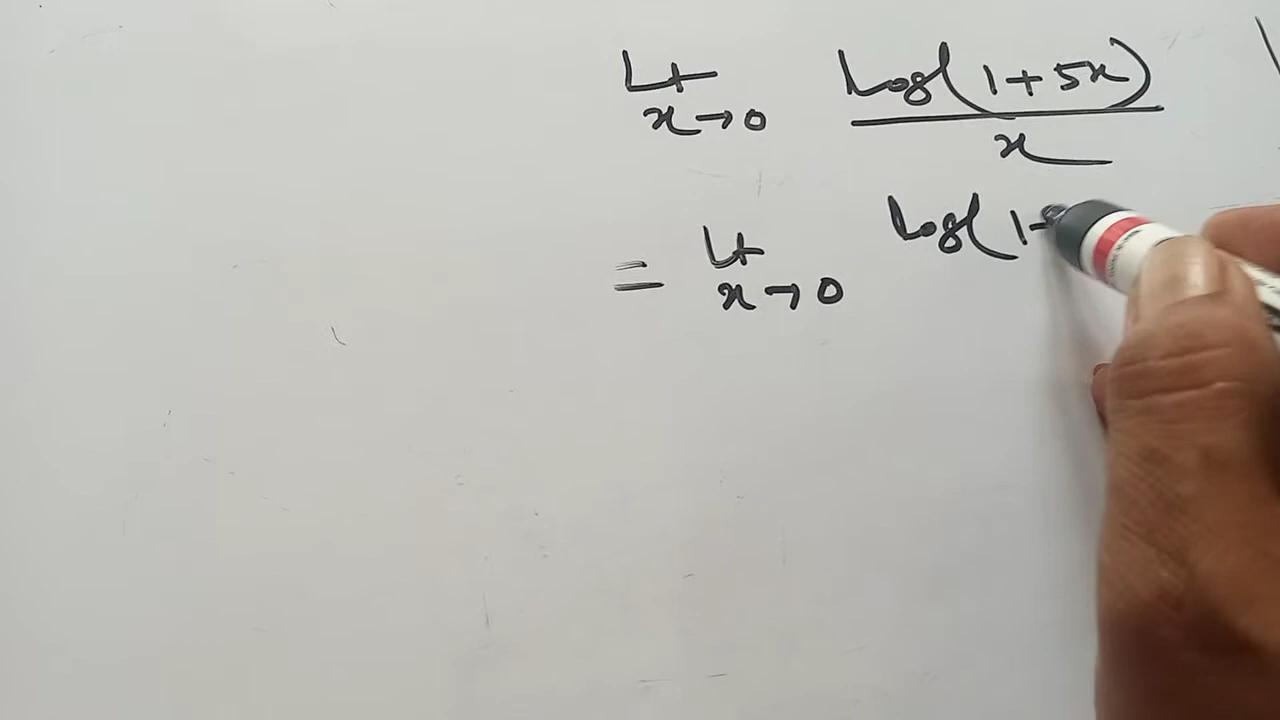 Lt log(1+5x)
x→0 x
= Lt log(1+
x→0